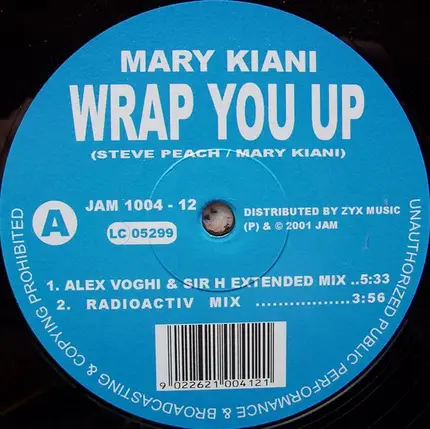 MARY KIANI
WRAP YOU UP
(STEVE PEACH / MARY KIANI)
A
JAM 1004 - 12
LC 05299
DISTRIBUTED BY ZYX MUSIC
(P) & © 2001 JAM
1. ALEX VOGHI & SIR H EXTENDED MIX ..5:33
2. RADIOACTIV MIX ..................3:56
9 022621 004121
UNAUTHORIZED PUBLIC PERFORMANCE & BROADCASTING & COPYING PROHIBITED